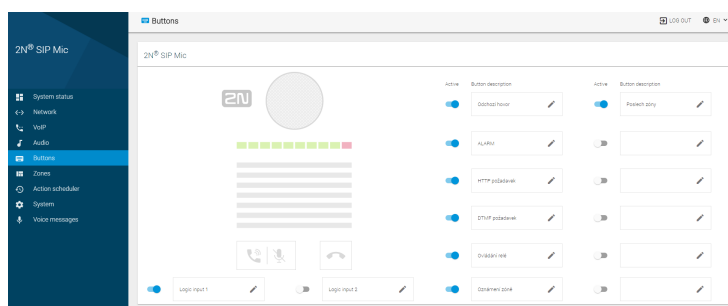 Buttons
LOG OUT
EN
2N® SIP Mic
2N® SIP Mic
System status
Network
VoIP
Audio
Buttons
Zones
Action scheduler
System
Voice messages
2N
Active Button description
Active Button description
Odchozí hovor
Poslech zóny
ALARM
HTTP požadavek
DTMF požadavek
Ovládání relé
Oznámení zóně
Logic input 1
Logic input 2